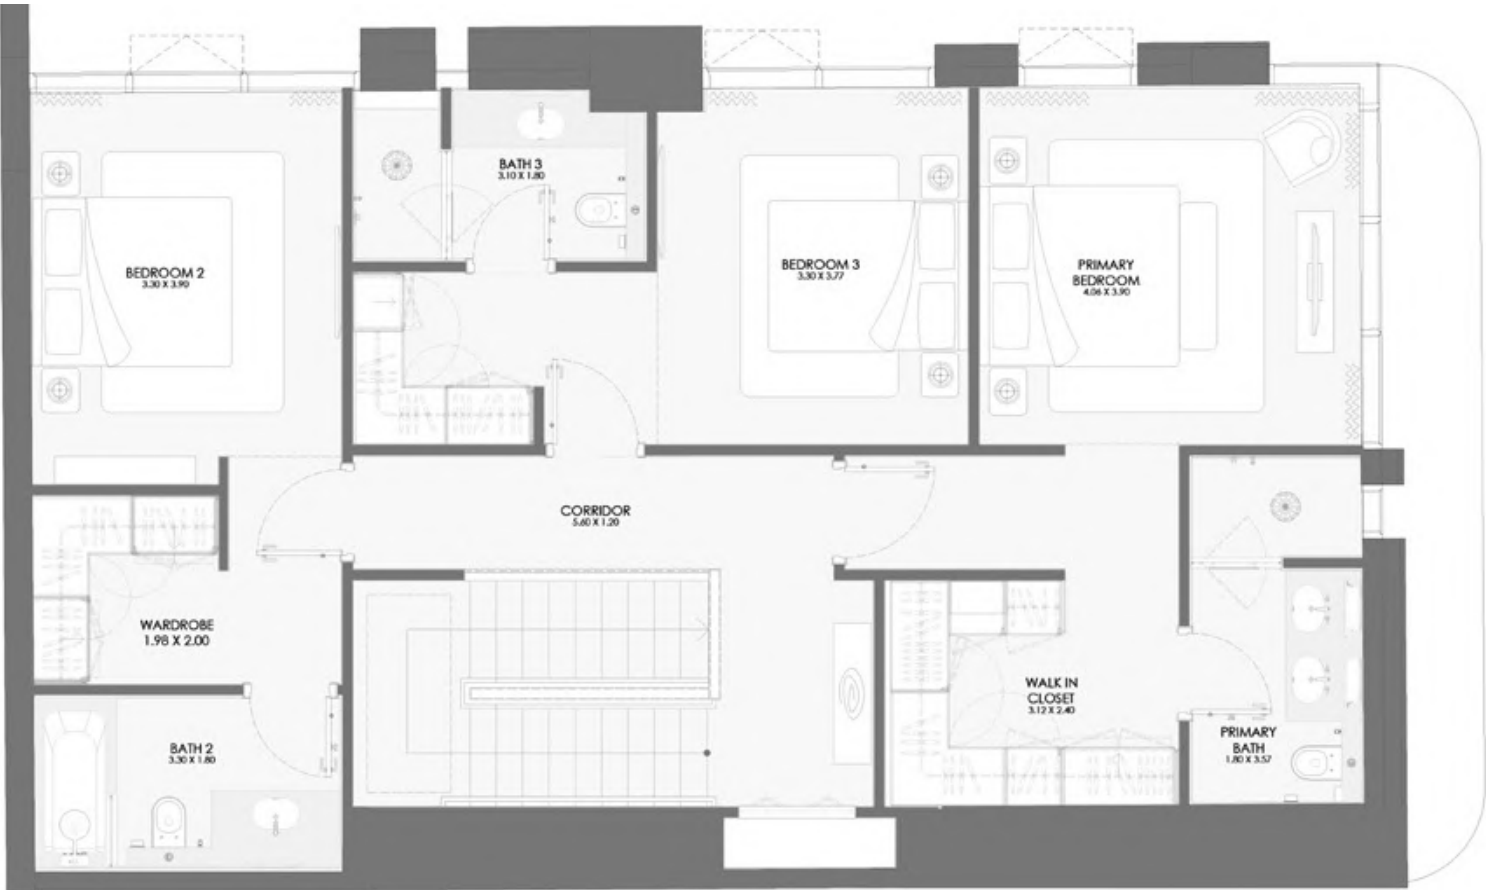 BATH 3
3.10 X 1.80
BEDROOM 2
3.30 X 3.90
BEDROOM 3
3.30 X 3.77
PRIMARY
BEDROOM
4.06 X 3.90
CORRIDOR
5.60 X 1.20
WARDROBE
1.98 X 2.00
WALK IN
CLOSET
3.12 X 2.40
BATH 2
3.30 X 1.80
PRIMARY
BATH
1.80 X 3.57